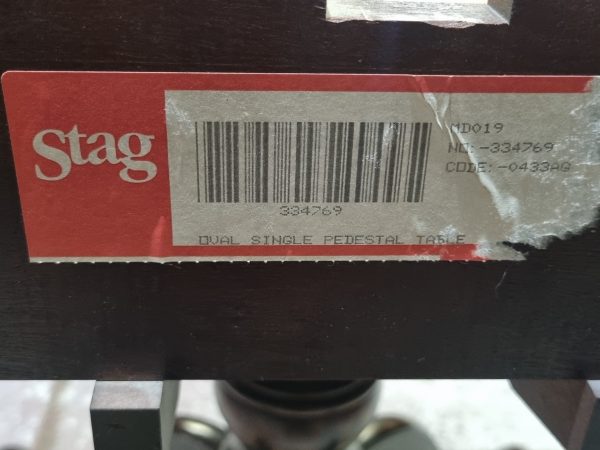 Stag
MD019
NO:-334769
CODE:-0433AG
334769
OVAL SINGLE PEDESTAL TABLE